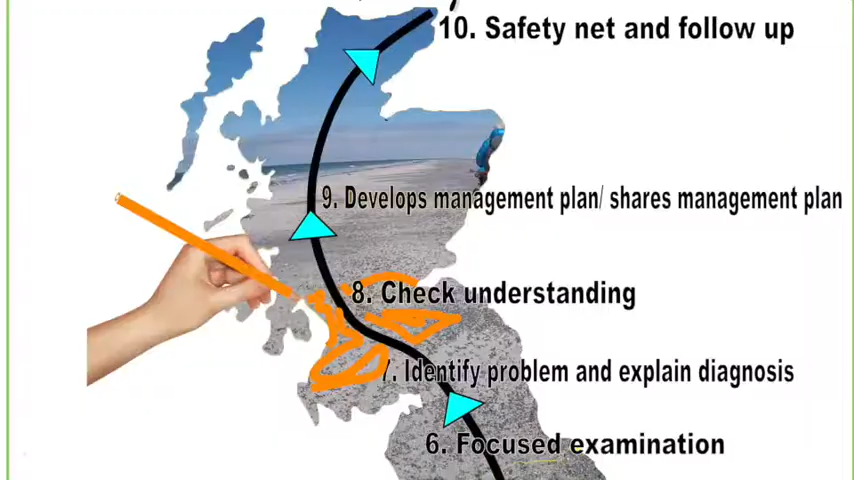 10. Safety net and follow up
9. Develops management plan/ shares management plan
8. Check understanding
7. Identify problem and explain diagnosis
6. Focused examination